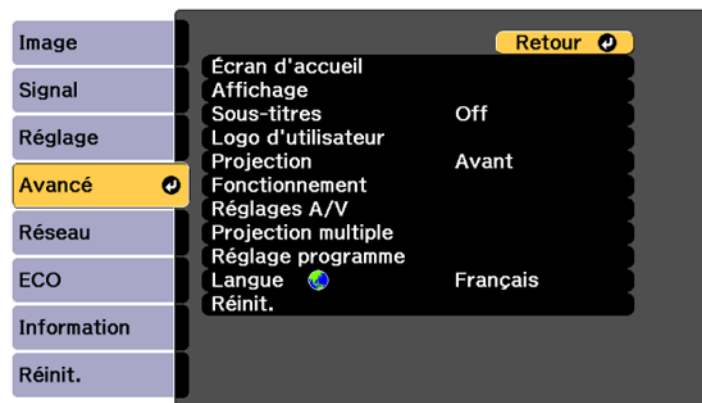 Image
Signal
Réglage
Avancé
Réseau
ECO
Information
Réinit.
Retour
Écran d'accueil
Affichage
Sous-titres Off
Logo d'utilisateur
Projection Avant
Fonctionnement
Réglages A/V
Projection multiple
Réglage programme
Langue Français
Réinit.